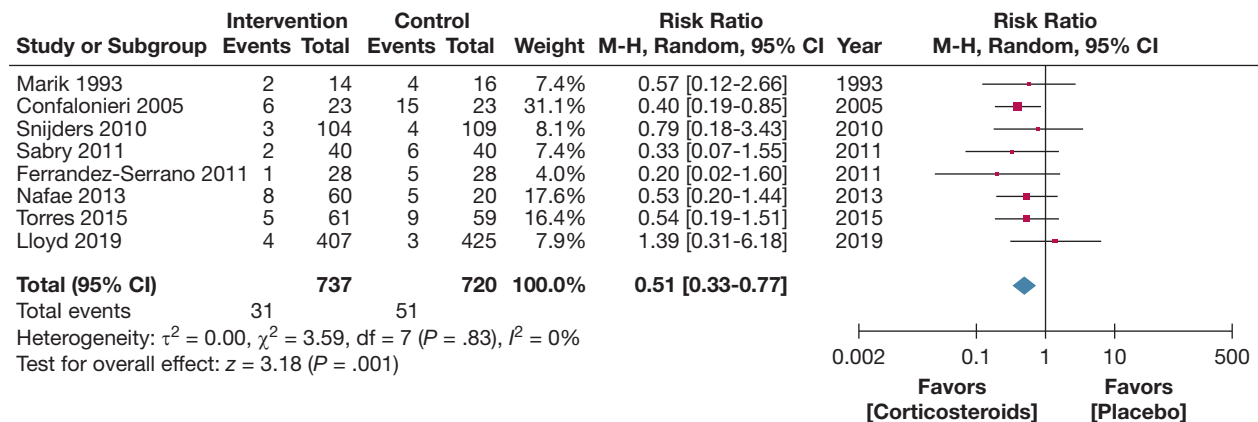 Intervention Control Risk Ratio Risk Ratio
Study or Subgroup Events Total Events Total Weight M-H, Random, 95% CI Year M-H, Random, 95% CI
Marik 1993 2 14 4 16 7.4% 0.57 [0.12-2.66] 1993
Confalonieri 2005 6 23 15 23 31.1% 0.40 [0.19-0.85] 2005
Snijders 2010 3 104 4 109 8.1% 0.79 [0.18-3.43] 2010
Sabry 2011 2 40 6 40 7.4% 0.33 [0.07-1.55] 2011
Ferrandez-Serrano 2011 1 28 5 28 4.0% 0.20 [0.02-1.60] 2011
Nafae 2013 8 60 5 20 17.6% 0.53 [0.20-1.44] 2013
Torres 2015 5 61 9 59 16.4% 0.54 [0.19-1.51] 2015
Lloyd 2019 4 407 3 425 7.9% 1.39 [0.31-6.18] 2019
Total (95% CI) 737 720 100.0% 0.51 [0.33-0.77]
Total events 31 51
Heterogeneity: τ² = 0.00, χ² = 3.59, df = 7 (P = .83), I² = 0%
Test for overall effect: z = 3.18 (P = .001)
0.002 0.1 1 10 500
Favors Favors
[Corticosteroids] [Placebo]